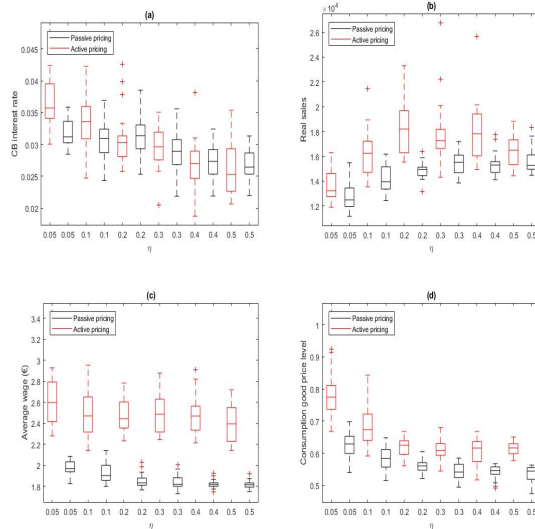 (a)
Passive pricing
Active pricing
CB interest rate
0.045
0.04
0.035
0.03
0.025
0.02
0.05 0.05 0.1 0.1 0.2 0.2 0.3 0.3 0.4 0.4 0.5 0.5
η
(b)
×10⁴
Passive pricing
Active pricing
Real sales
2.6
2.4
2.2
2
1.8
1.6
1.4
1.2
0.05 0.05 0.1 0.1 0.2 0.2 0.3 0.3 0.4 0.4 0.5 0.5
η
(c)
Passive pricing
Active pricing
Average wage (€)
3.4
3.2
3
2.8
2.6
2.4
2.2
2
1.8
0.05 0.05 0.1 0.1 0.2 0.2 0.3 0.3 0.4 0.4 0.5 0.5
η
(d)
Passive pricing
Active pricing
Consumption good price level
1
0.9
0.8
0.7
0.6
0.5
0.05 0.05 0.1 0.1 0.2 0.2 0.3 0.3 0.4 0.4 0.5 0.5
η